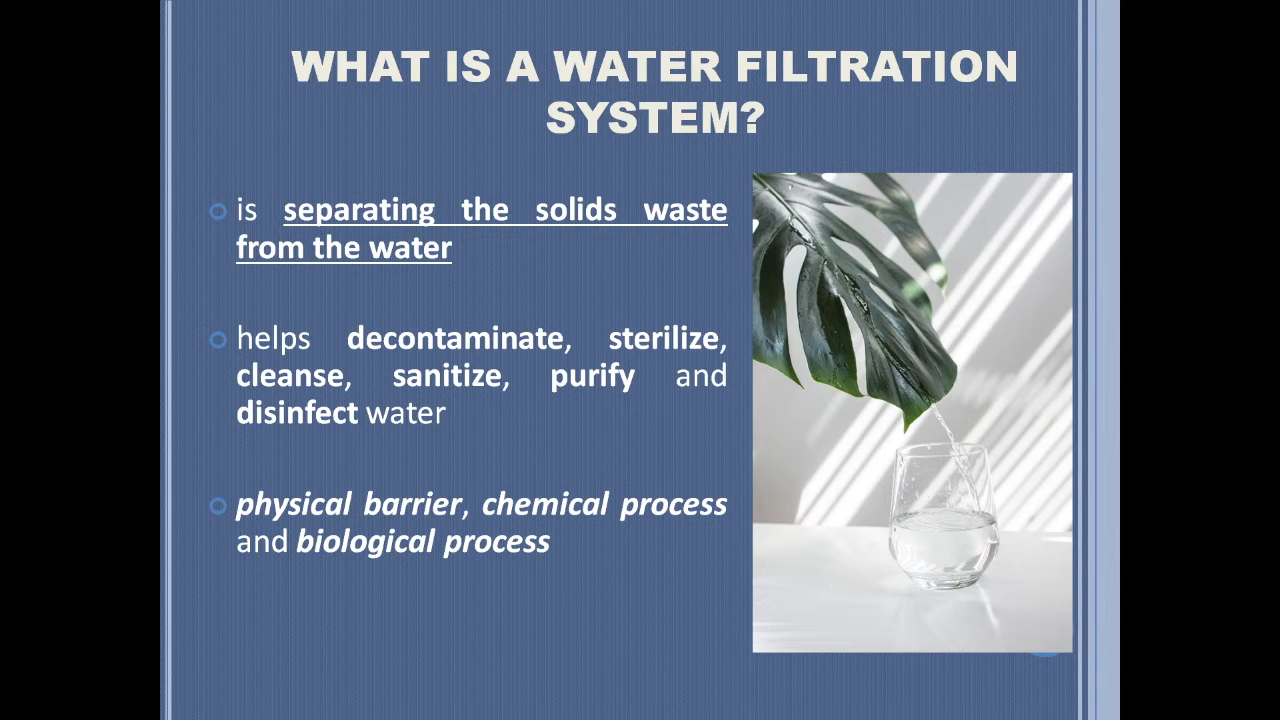 WHAT IS A WATER FILTRATION
SYSTEM?
is separating the solids waste
from the water
helps decontaminate, sterilize,
cleanse, sanitize, purify and
disinfect water
physical barrier, chemical process
and biological process